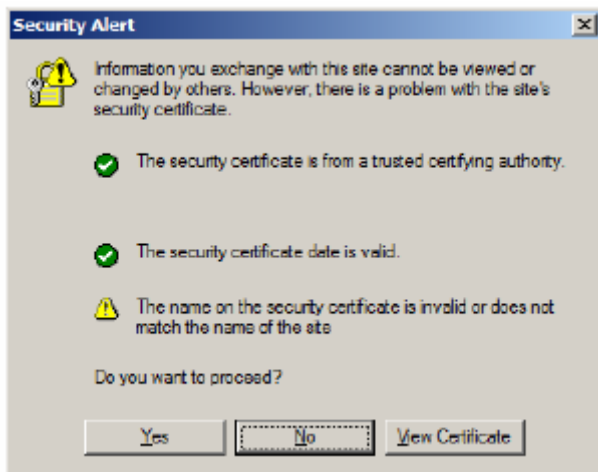 Security Alert
Information you exchange with this site cannot be viewed or
changed by others. However, there is a problem with the site's
security certificate.
The security certificate is from a trusted certifying authority.
The security certificate date is valid.
The name on the security certificate is invalid or does not
match the name of the site
Do you want to proceed?
Yes No View Certificate